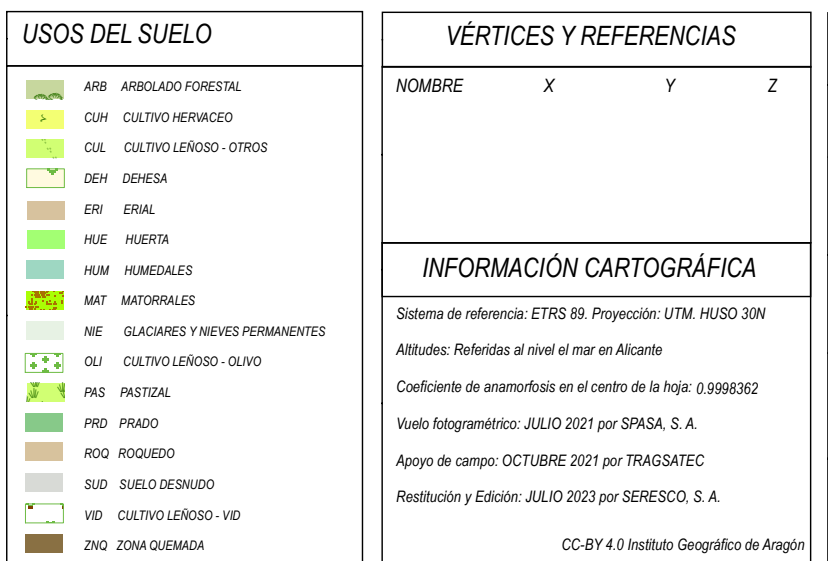 USOS DEL SUELO
ARB ARBOLADO FORESTAL
CUH CULTIVO HERVACEO
CUL CULTIVO LEÑOSO - OTROS
DEH DEHESA
ERI ERIAL
HUE HUERTA
HUM HUMEDALES
MAT MATORRALES
NIE GLACIARES Y NIEVES PERMANENTES
OLI CULTIVO LEÑOSO - OLIVO
PAS PASTIZAL
PRD PRADO
ROQ ROQUEDO
SUD SUELO DESNUDO
VID CULTIVO LEÑOSO - VID
ZNQ ZONA QUEMADA
VÉRTICES Y REFERENCIAS
NOMBRE X Y Z
INFORMACIÓN CARTOGRÁFICA
Sistema de referencia: ETRS 89. Proyección: UTM. HUSO 30N
Altitudes: Referidas al nivel el mar en Alicante
Coeficiente de anamorfosis en el centro de la hoja: 0.9998362
Vuelo fotogramétrico: JULIO 2021 por SPASA, S. A.
Apoyo de campo: OCTUBRE 2021 por TRAGSATEC
Restitución y Edición: JULIO 2023 por SERESCO, S. A.
CC-BY 4.0 Instituto Geográfico de Aragón